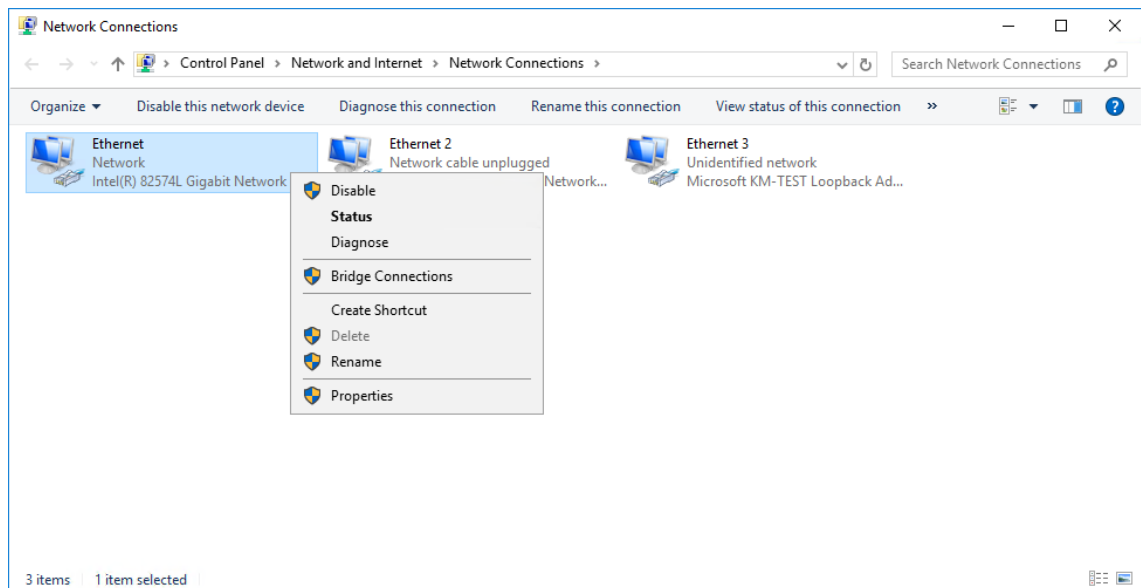 Network Connections
Control Panel > Network and Internet > Network Connections >
Search Network Connections
Organize Disable this network device Diagnose this connection Rename this connection View status of this connection »
Ethernet
Network
Intel(R) 82574L Gigabit Network
Ethernet 2
Network cable unplugged
Network...
Ethernet 3
Unidentified network
Microsoft KM-TEST Loopback Ad...
Disable
Status
Diagnose
Bridge Connections
Create Shortcut
Delete
Rename
Properties
3 items 1 item selected